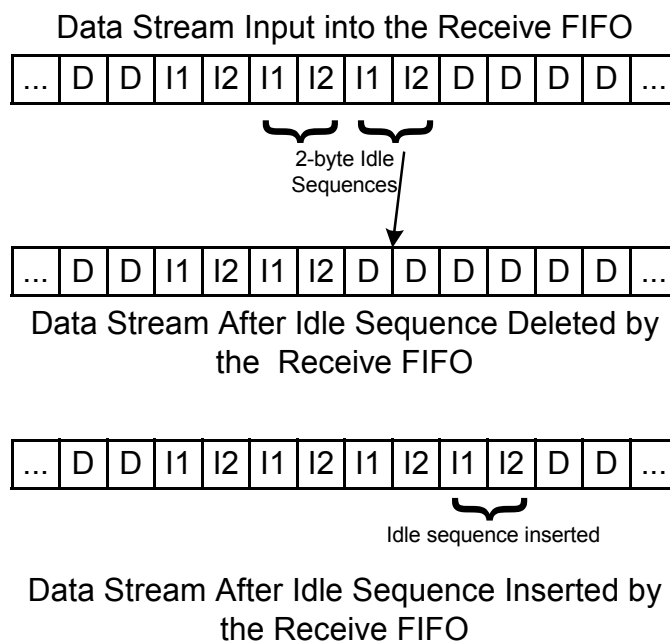 Data Stream Input into the Receive FIFO
... D D I1 I2 I1 I2 I1 I2 D D D D ...
2-byte Idle
Sequences
... D D I1 I2 I1 I2 D D D D D D ...
Data Stream After Idle Sequence Deleted by
the Receive FIFO
... D D I1 I2 I1 I2 I1 I2 I1 I2 D D ...
Idle sequence inserted
Data Stream After Idle Sequence Inserted by
the Receive FIFO